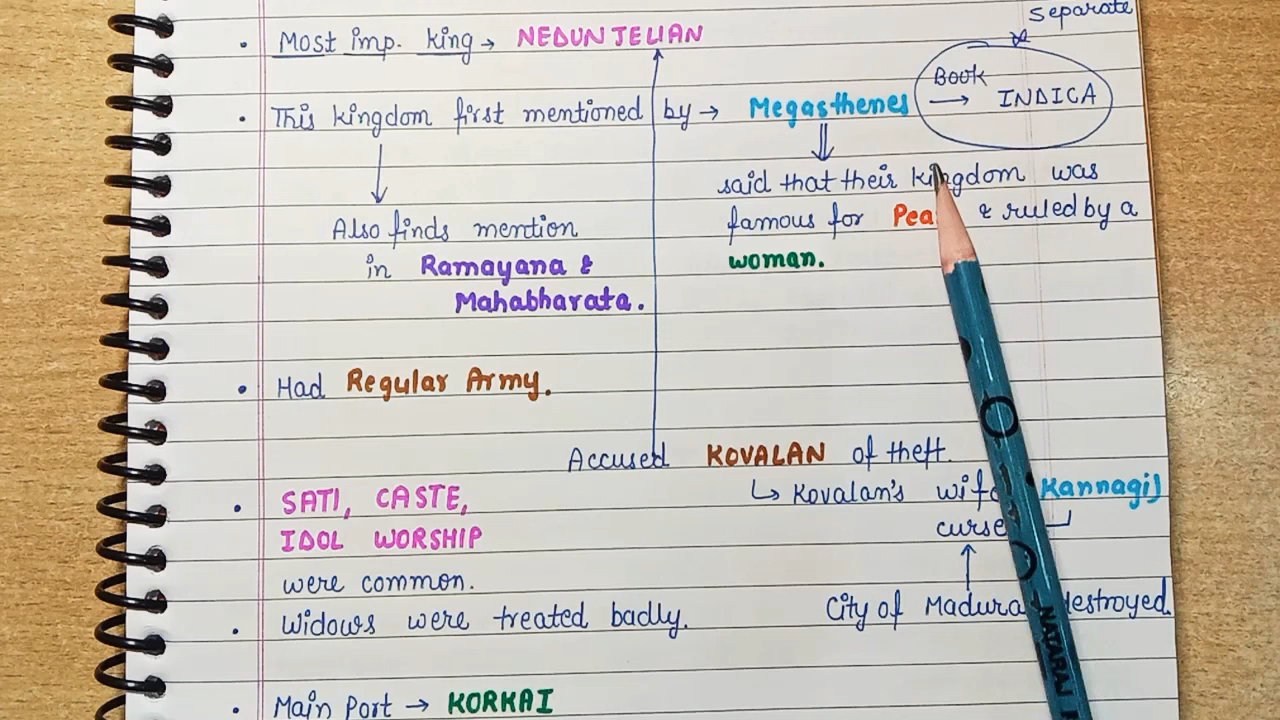 separate
• Most imp. king → NEDUNJELIAN
Book → INDICA
• This kingdom first mentioned by → Megasthenes
said that their kingdom was
famous for & ruled by a
woman.
Also finds mention
in Ramayana &
Mahabharata.
• Had Regular Army.
Accused KOVALAN of theft.
↳ Kovalan's Kannagi
curse
• SATI, CASTE,
IDOL WORSHIP
were common.
City of destroyed.
• Widows were treated badly.
• Main Port → KORKAI
NATARAJ